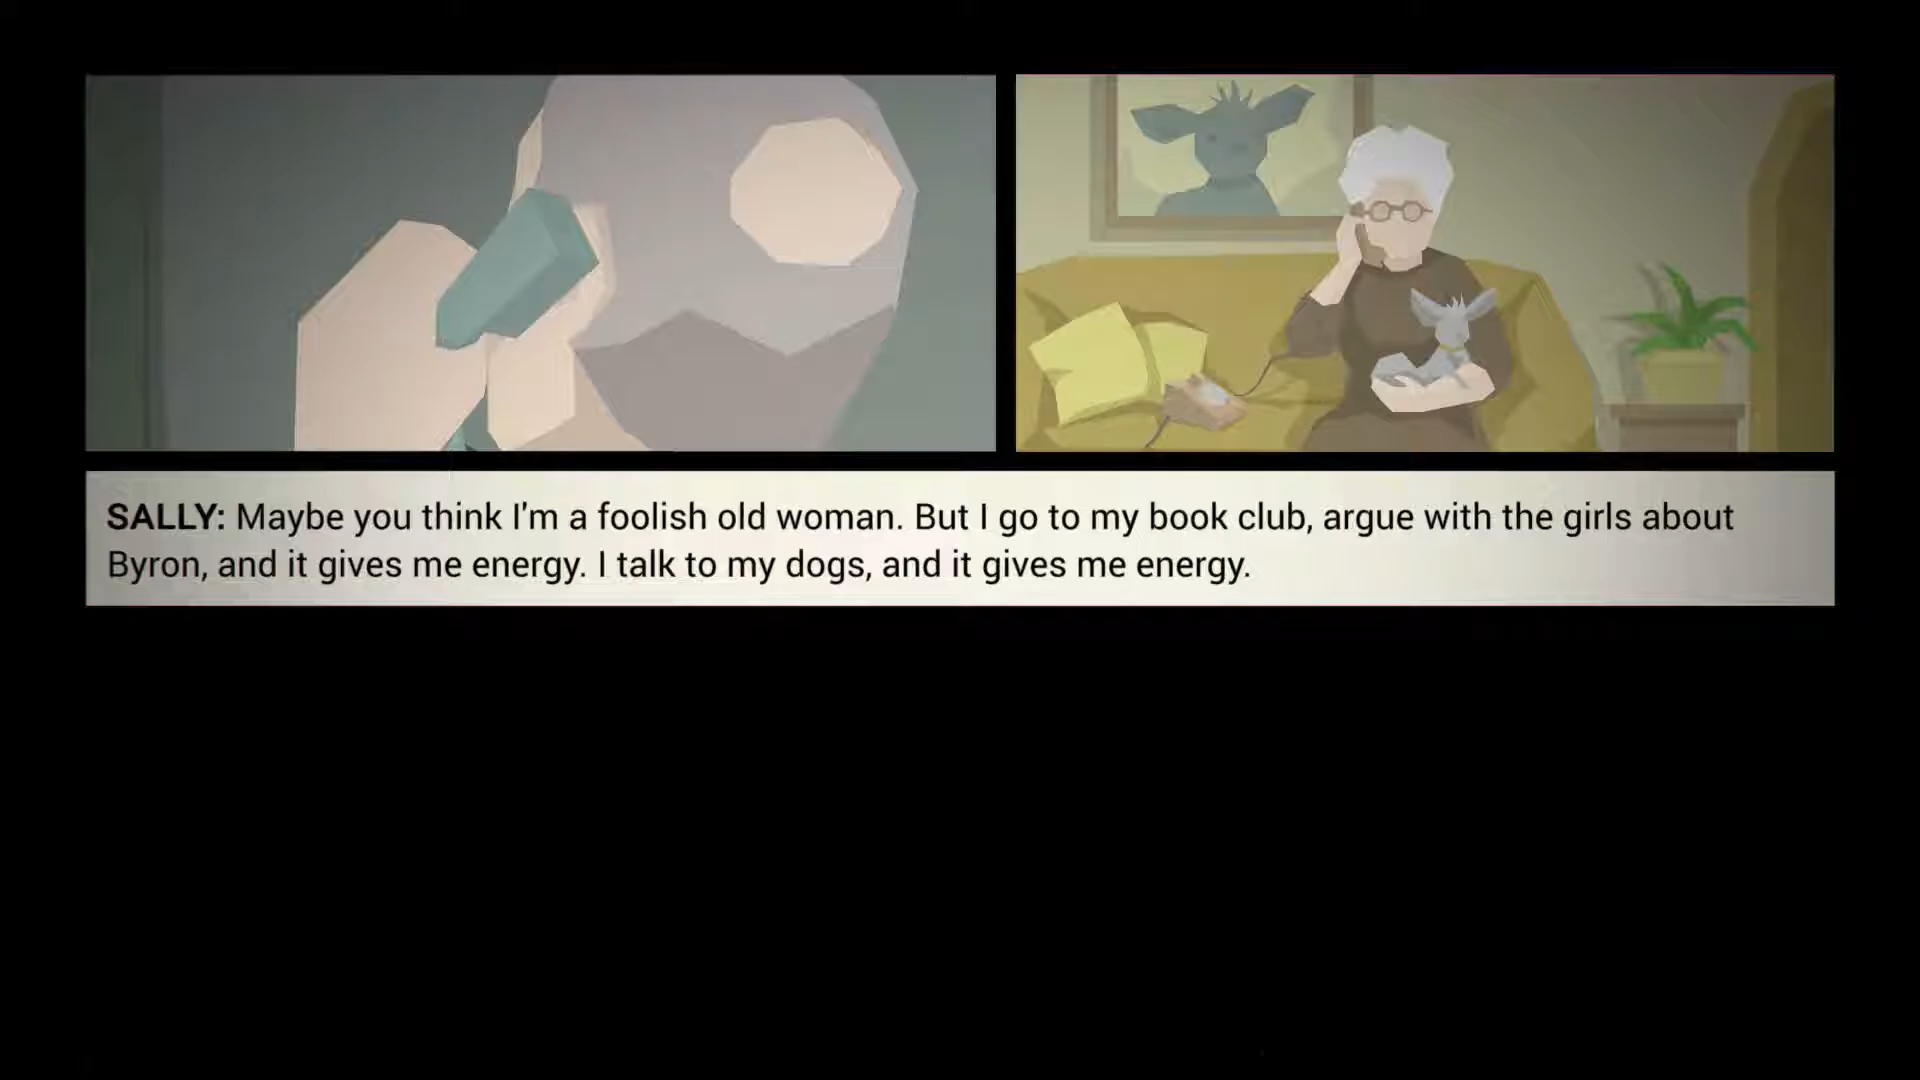 SALLY: Maybe you think I'm a foolish old woman. But I go to my book club, argue with the girls about
Byron, and it gives me energy. I talk to my dogs, and it gives me energy.